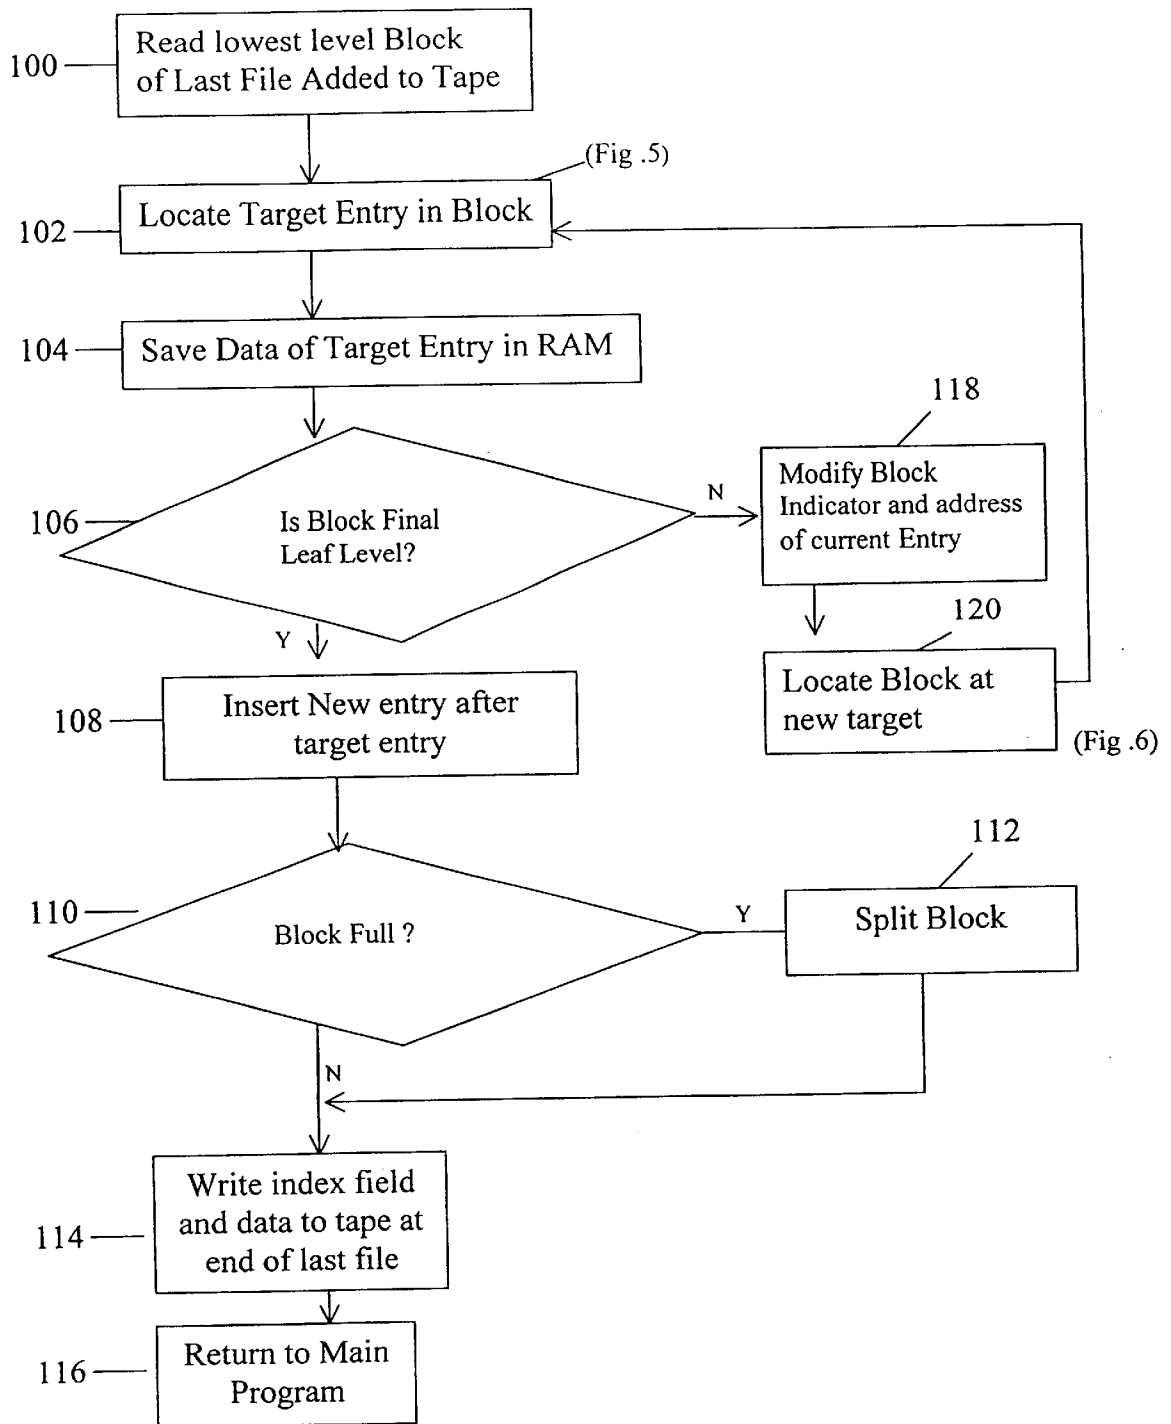 100
Read lowest level Block
of Last File Added to Tape
(Fig .5)
102
Locate Target Entry in Block
104
Save Data of Target Entry in RAM
118
106
Is Block Final
Leaf Level?
N
Modify Block
Indicator and address
of current Entry
Y
120
Locate Block at
new target
(Fig .6)
108
Insert New entry after
target entry
112
110
Block Full ?
Y
Split Block
N
114
Write index field
and data to tape at
end of last file
116
Return to Main
Program